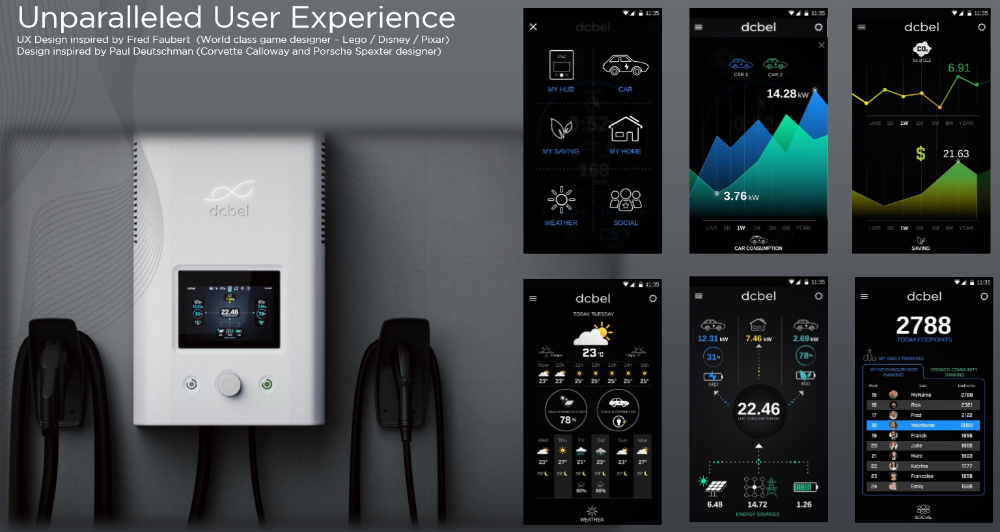 Unparalleled User Experience
UX Design inspired by Fred Faubert (World class game designer – Lego / Disney / Pixar)
Design inspired by Paul Deutschman (Corvette Calloway and Porsche Spexter designer)
dcbel
dcbel
22.46
31%
78%
11:35
dcbel
MY HUB
CAR
MY SAVING
MY HOME
WEATHER
SOCIAL
11:35
dcbel
CAR 1
CAR 2
14.28 kW
3.76 kW
LIVE 1D 1W 1M 3M 6M YEAR
CAR CONSUMPTION
11:35
dcbel
CO2
lbs of CO2
6.91
LIVE 1D 1W 1M 3M 6M YEAR
$
21.63
LIVE 1D 1W 1M 3M 6M YEAR
SAVING
11:35
dcbel
TODAY, TUESDAY
23°C
Now 10h 11h 12h 13h 14h 15h
23° 23° 25° 25° 25° 25° 25°
78%
Wed Thu Fri Sat Sun Mon
23° 27° 21° 23° 23° 27°
60% 80%
WEATHER
11:35
dcbel
12.31 kW
7.46 kW
2.69 kW
31%
78%
FAST
ECO
22.46
LIVE CONSUMPTION kW
6.48
14.72
1.26
ENERGY SOURCES
11:35
dcbel
2788
TODAY ECOPOINTS
MY DAILY RANKING
MY NEIGHBOURHOOD
RANKING
OSSIACO COMMUNITY
RANKING
Rank User EcoPoints
15 MyName 2788
16 Rick 2381
17 Fred 2122
18 YourName 2095
19 Franck 1955
20 Julie 1866
21 Marc 1803
22 Katrina 1777
23 Francoise 1659
24 Emily 1588
SOCIAL